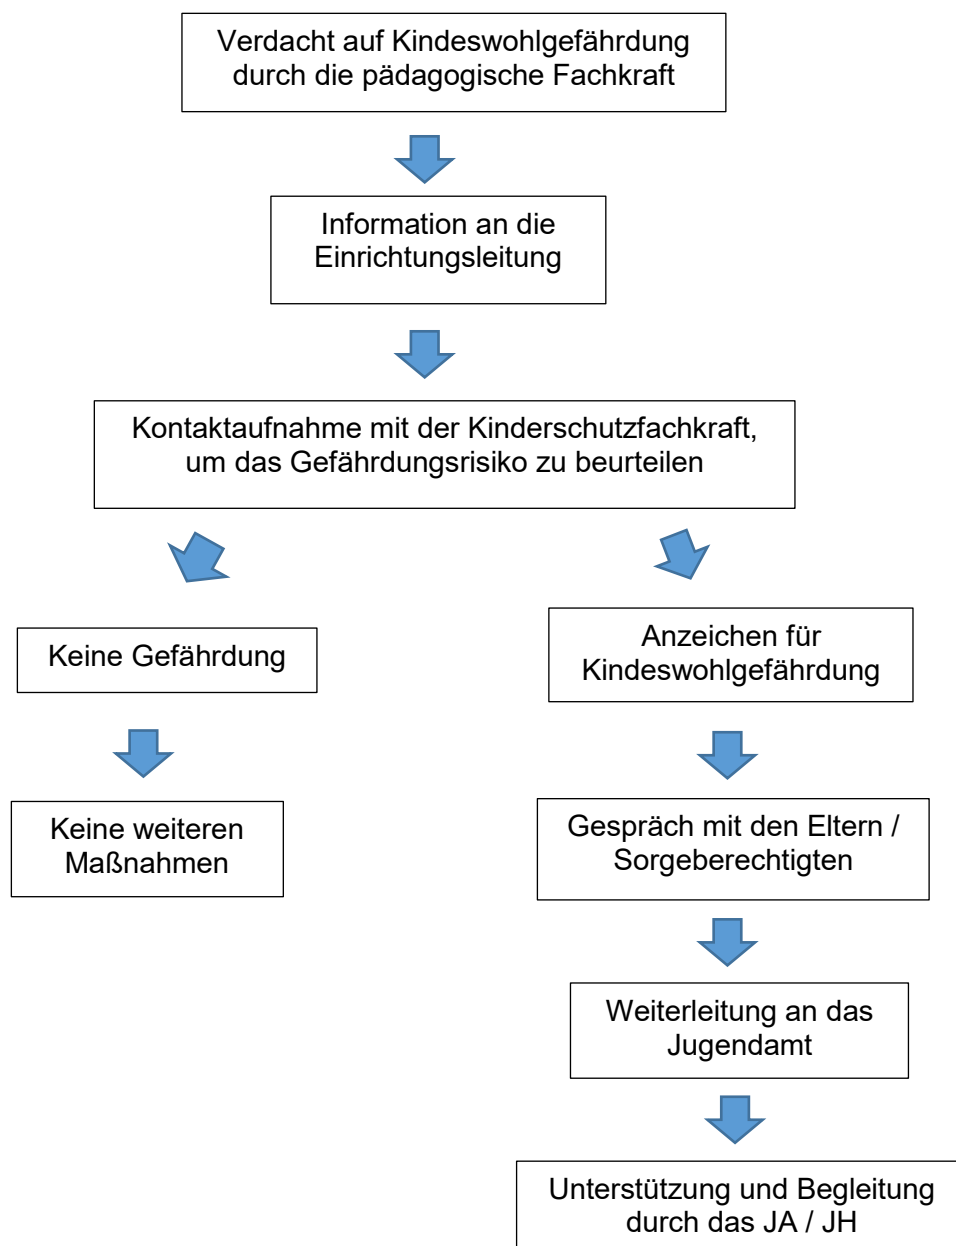 Verdacht auf Kindeswohlgefährdung
durch die pädagogische Fachkraft
Information an die
Einrichtungsleitung
Kontaktaufnahme mit der Kinderschutzfachkraft,
um das Gefährdungsrisiko zu beurteilen
Keine Gefährdung
Anzeichen für
Kindeswohlgefährdung
Keine weiteren
Maßnahmen
Gespräch mit den Eltern /
Sorgeberechtigten
Weiterleitung an das
Jugendamt
Unterstützung und Begleitung
durch das JA / JH